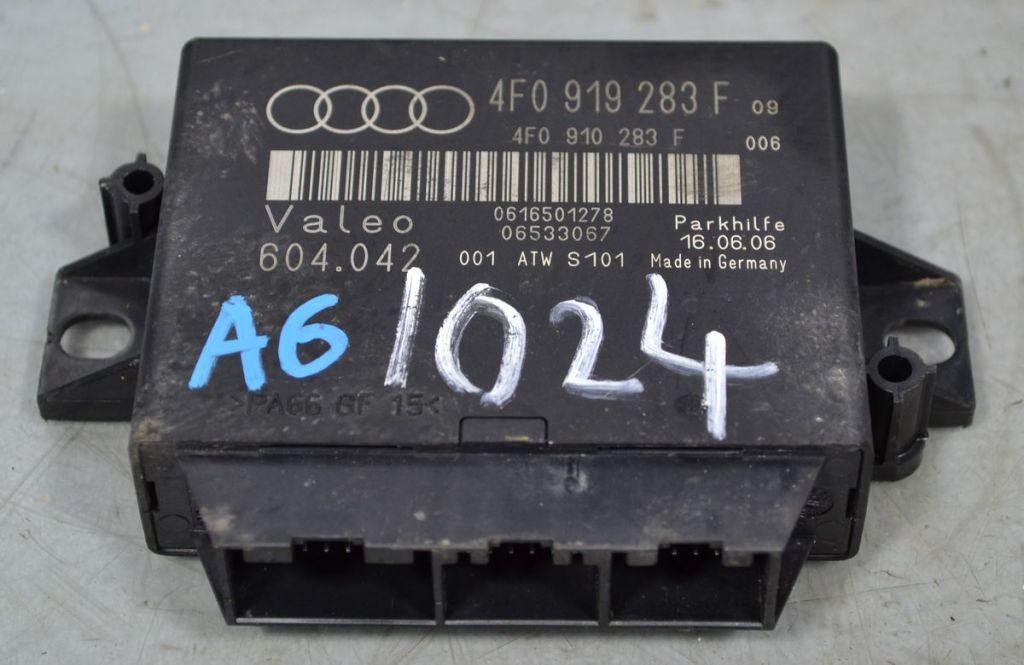 4F0 919 283 F 09
4F0 910 283 F 006
Valeo 0616501278 Parkhilfe
06533067 16.06.06
604.042 001 ATW S101 Made in Germany
A6 1024
>PA66 GF 15<